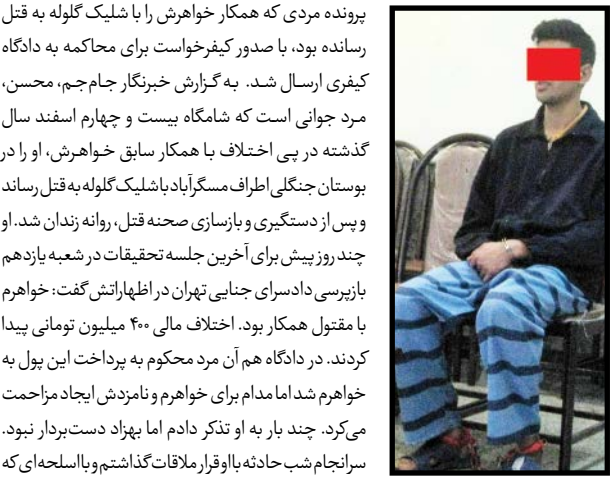 پرونده مردی که همکار خواهرش را با شلیک گلوله به قتل
رسانده بود، با صدور کیفرخواست برای محاکمه به دادگاه
کیفری ارسال شد. به گزارش خبرنگار جام‌جم، محسن،
مرد جوانی است که شامگاه بیست و چهارم اسفند سال
گذشته در پی اختلاف با همکار سابق خواهرش، او را در
بوستان جنگلی اطراف مسگرآباد با شلیک گلوله به قتل رساند
و پس از دستگیری و بازسازی صحنه قتل، روانه زندان شد. او
چند روز پیش برای آخرین جلسه تحقیقات در شعبه یازدهم
بازپرسی دادسرای جنایی تهران در اظهاراتش گفت: خواهرم
با مقتول همکار بود. اختلاف مالی ۴۰۰ میلیون تومانی پیدا
کردند. در دادگاه هم آن مرد محکوم به پرداخت این پول به
خواهرم شد اما مدام برای خواهرم و نامزدش ایجاد مزاحمت
می‌کرد. چند بار به او تذکر دادم اما بهزاد دست‌بردار نبود.
سرانجام شب حادثه با او قرار ملاقات گذاشتم و با اسلحه‌ای که